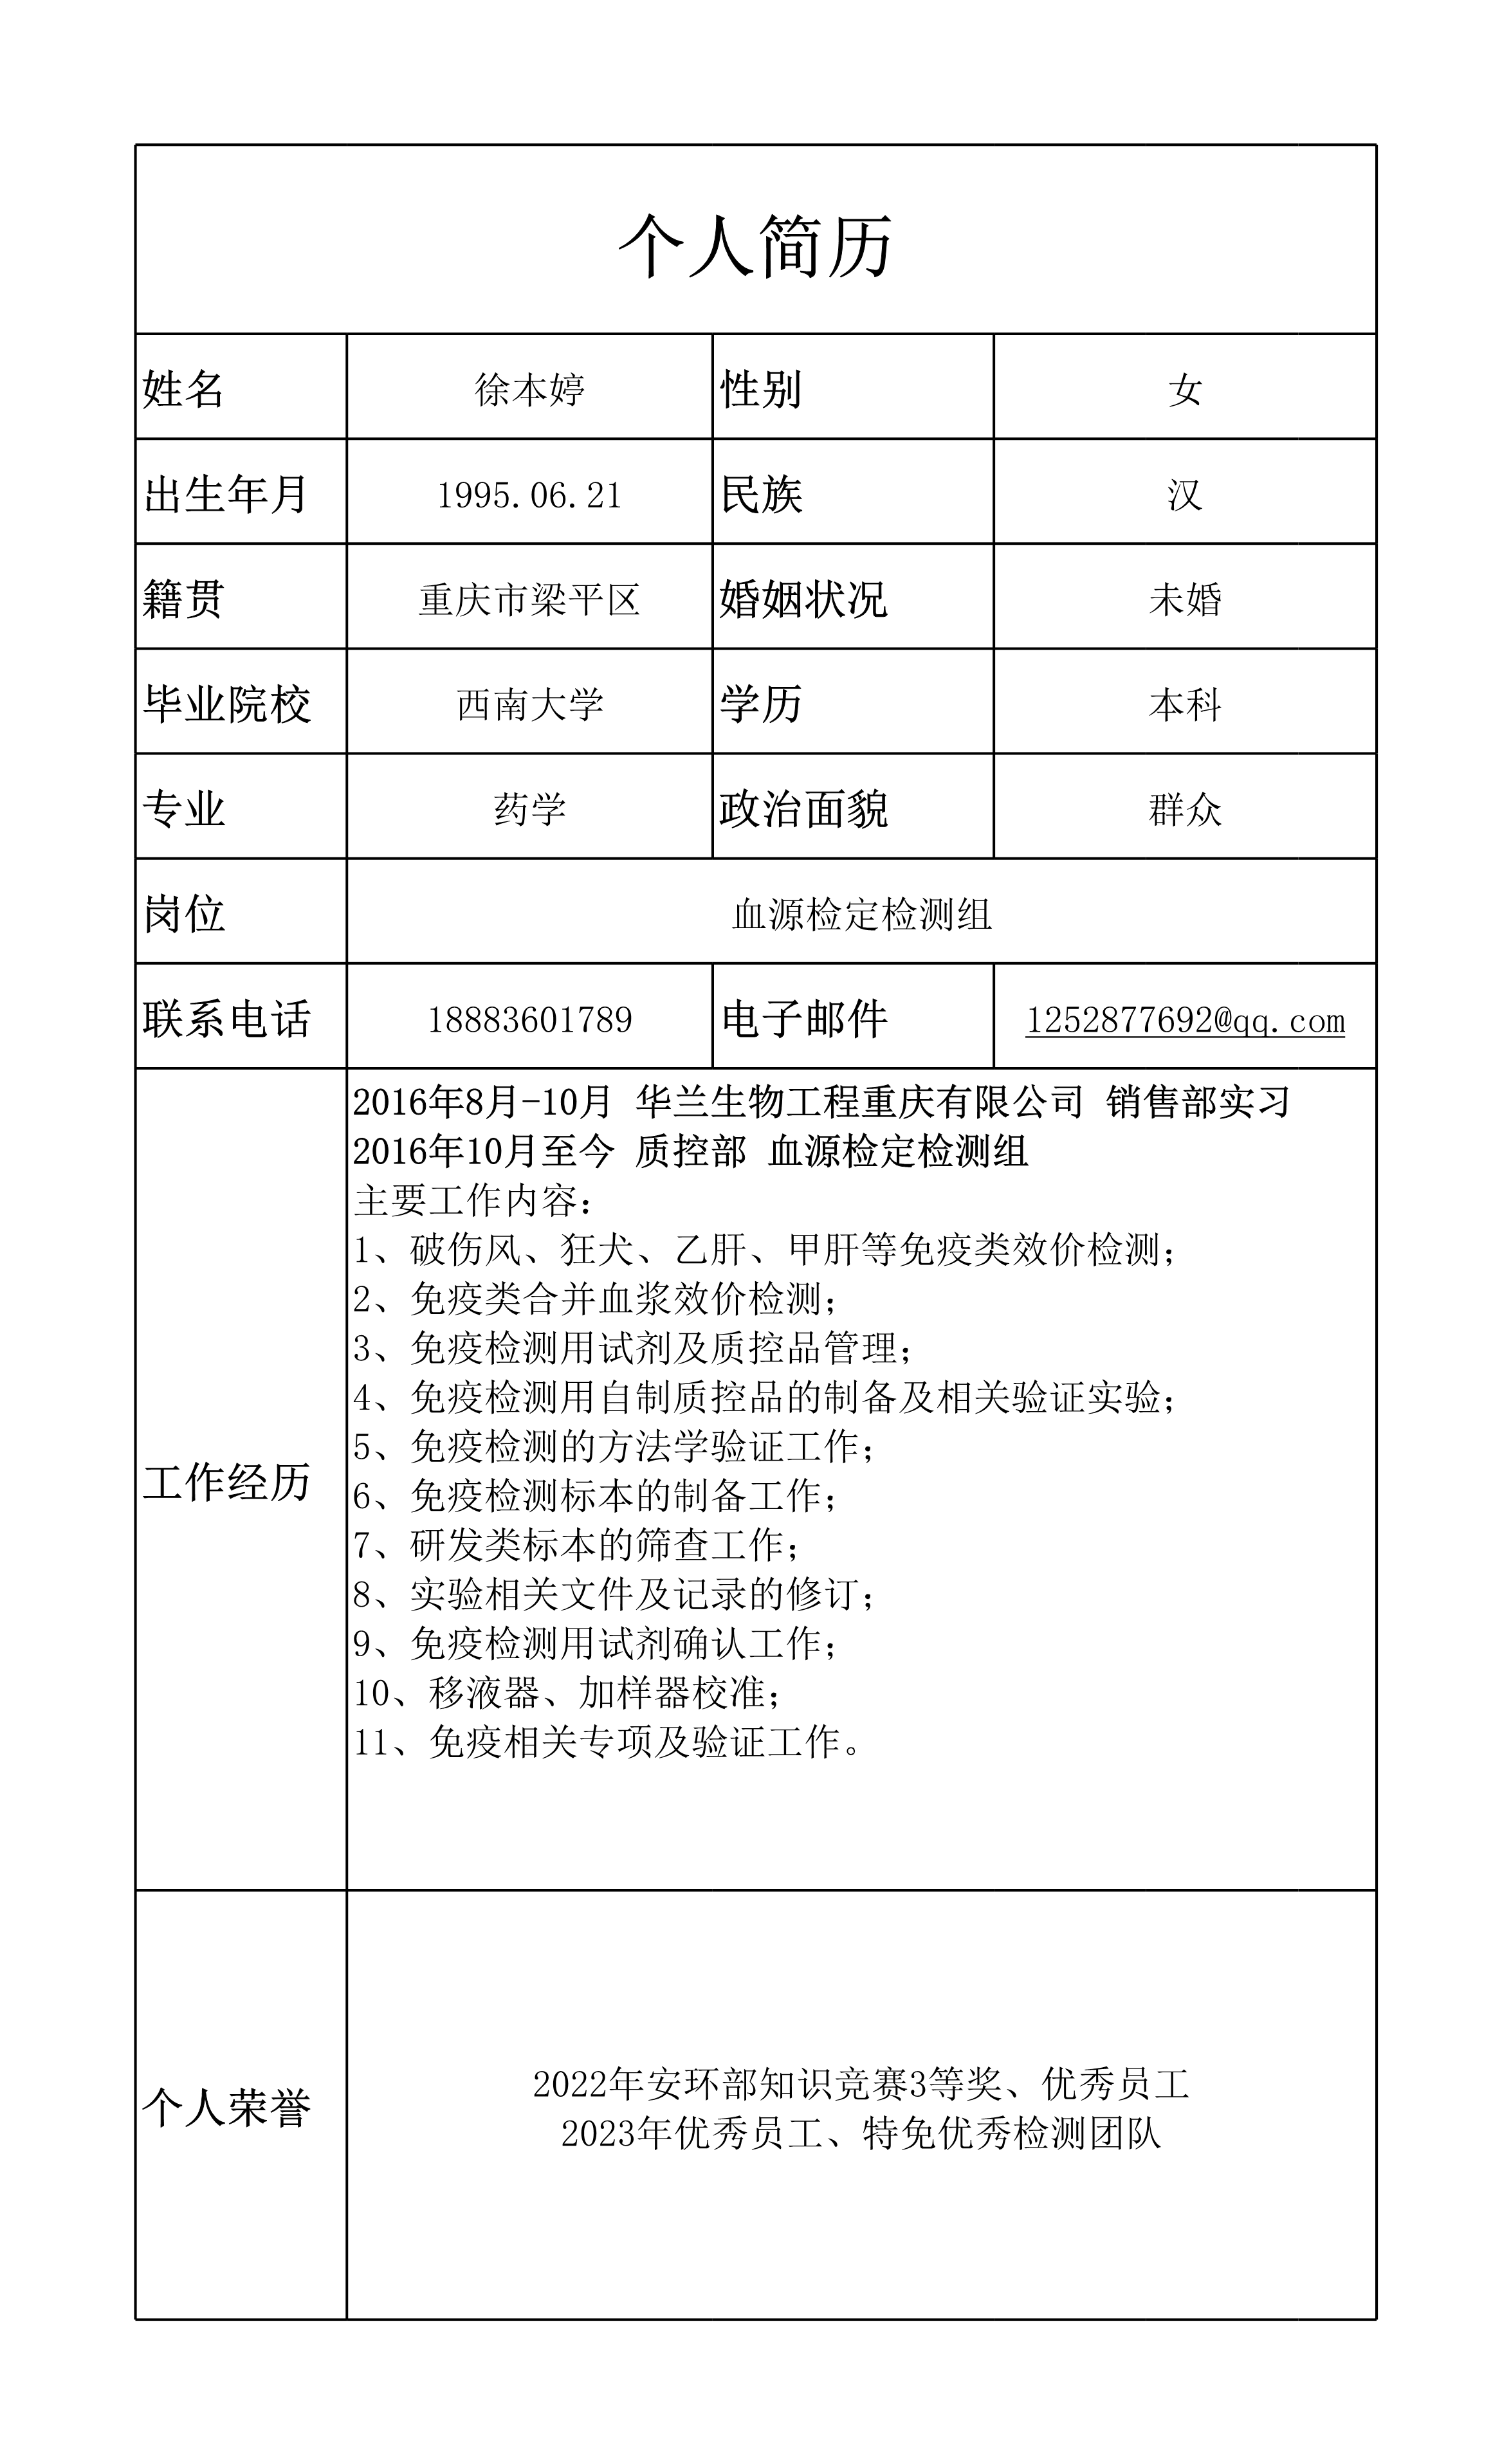 个人简历
姓名 徐本婷 性别 女
出生年月 1995.06.21 民族 汉
籍贯 重庆市梁平区 婚姻状况 未婚
毕业院校 西南大学 学历 本科
专业 药学 政治面貌 群众
岗位 血源检定检测组
联系电话 18883601789 电子邮件 1252877692@qq.com
工作经历
2016年8月-10月 华兰生物工程重庆有限公司 销售部实习
2016年10月至今 质控部 血源检定检测组
主要工作内容：
1、破伤风、狂犬、乙肝、甲肝等免疫类效价检测；
2、免疫类合并血浆效价检测；
3、免疫检测用试剂及质控品管理；
4、免疫检测用自制质控品的制备及相关验证实验；
5、免疫检测的方法学验证工作；
6、免疫检测标本的制备工作；
7、研发类标本的筛查工作；
8、实验相关文件及记录的修订；
9、免疫检测用试剂确认工作；
10、移液器、加样器校准；
11、免疫相关专项及验证工作。
个人荣誉
2022年安环部知识竞赛3等奖、优秀员工
2023年优秀员工、特免优秀检测团队